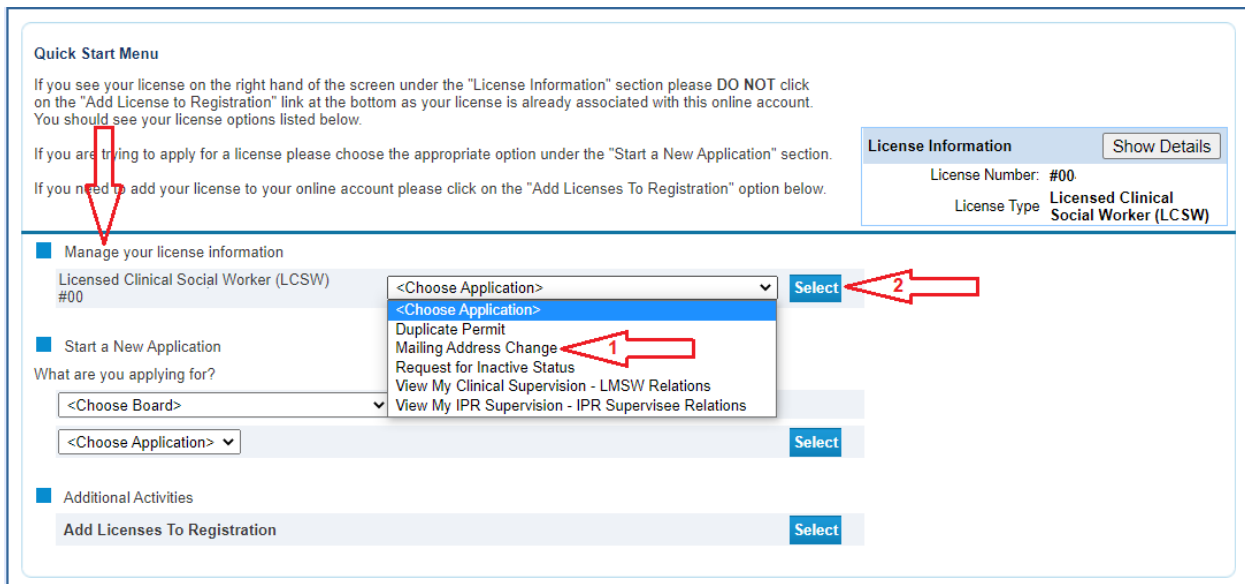 Quick Start Menu
If you see your license on the right hand of the screen under the "License Information" section please DO NOT click
on the "Add License to Registration" link at the bottom as your license is already associated with this online account.
You should see your license options listed below.
If you are trying to apply for a license please choose the appropriate option under the "Start a New Application" section.
If you need to add your license to your online account please click on the "Add Licenses To Registration" option below.
License Information Show Details
License Number: #00
License Type Licensed Clinical
Social Worker (LCSW)
Manage your license information
Licensed Clinical Social Worker (LCSW)
#00
<Choose Application> Select 2
<Choose Application>
Duplicate Permit
Mailing Address Change 1
Request for Inactive Status
View My Clinical Supervision - LMSW Relations
View My IPR Supervision - IPR Supervisee Relations
Start a New Application
What are you applying for?
<Choose Board>
<Choose Application> Select
Additional Activities
Add Licenses To Registration Select